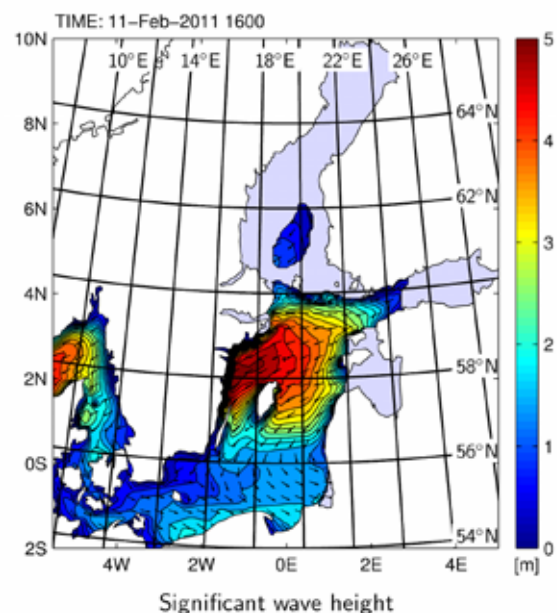 TIME: 11-Feb-2011 1600
10N
10°E 14°E 18°E 22°E 26°E
5
8N
64°N
4
6N
62°N
3
4N
60°N
2
2N
58°N
1
0S
56°N
54°N
0
2S
4W 2W 0E 2E 4E
[m]
Significant wave height